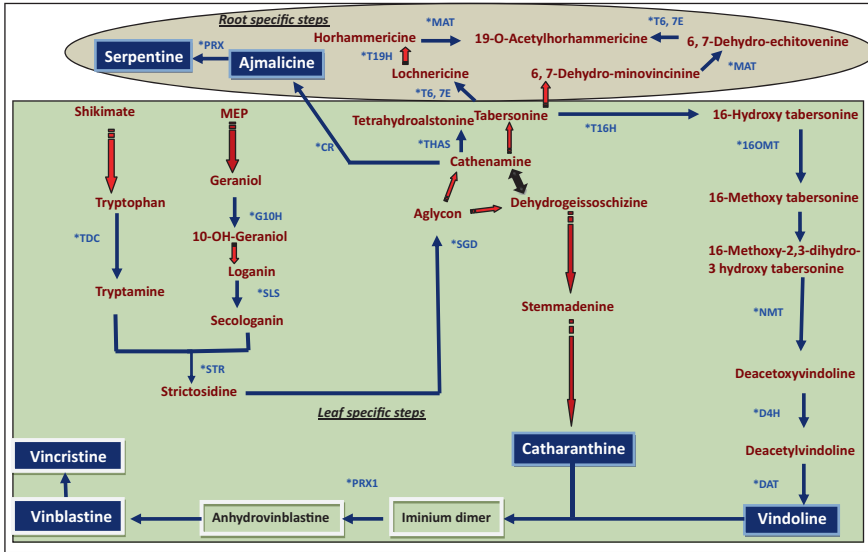 Root specific steps
*MAT
*T6, 7E
Horhammericine
19-O-Acetylhorhammericine
6, 7-Dehydro-echitovenine
*PRX
Serpentine
Ajmalicine
*T19H
*MAT
Lochnericine
6, 7-Dehydro-minovincinine
*T6, 7E
Shikimate
MEP
Tetrahydroalstonine
Tabersonine
16-Hydroxy tabersonine
*T16H
*CR
*THAS
*16OMT
Cathenamine
Geraniol
Tryptophan
Dehydrogeissoschizine
16-Methoxy tabersonine
Aglycon
*G10H
*TDC
10-OH-Geraniol
*SGD
16-Methoxy-2,3-dihydro-
3 hydroxy tabersonine
Loganin
Tryptamine
*SLS
Stemmadenine
*NMT
Secologanin
*STR
Deacetoxyvindoline
Strictosidine
Leaf specific steps
*D4H
Catharanthine
Deacetylvindoline
Vincristine
*PRX1
*DAT
Vinblastine
Anhydrovinblastine
Iminium dimer
Vindoline